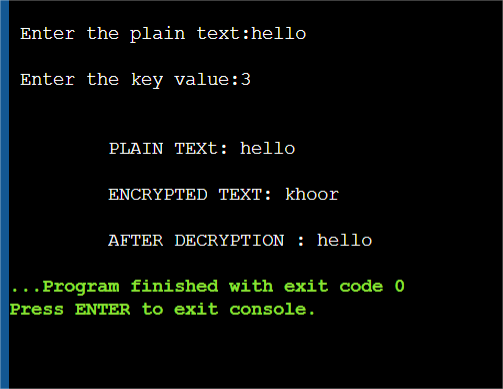 Enter the plain text:hello
Enter the key value:3
PLAIN TEXt: hello
ENCRYPTED TEXT: khoor
AFTER DECRYPTION : hello
...Program finished with exit code 0
Press ENTER to exit console.